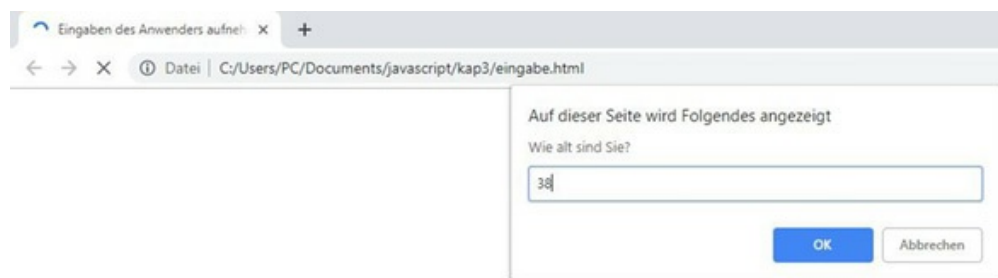 Eingaben des Anwenders aufneh
Datei | C:/Users/PC/Documents/javascript/kap3/eingabe.html
Auf dieser Seite wird Folgendes angezeigt
Wie alt sind Sie?
38
OK Abbrechen